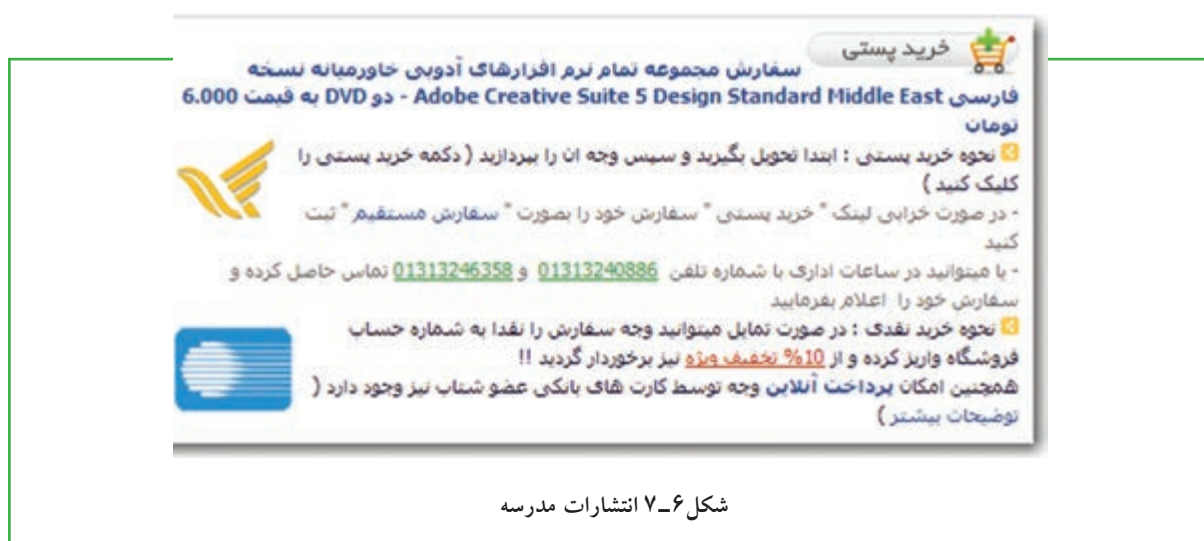 خرید پستی
سفارش مجموعه تمام نرم افزارهای آدوبی خاورمیانه نسخه
فارسی Adobe Creative Suite 5 Design Standard Middle East - دو DVD به قیمت 6.000
تومان
نحوه خرید پستی : ابتدا تحویل بگیرید و سپس وجه ان را بپردازید ( دکمه خرید پستی را
کلیک کنید )
- در صورت خرابی لینک " خرید پستی " سفارش خود را بصورت " سفارش مستقیم " ثبت
کنید
- یا میتوانید در ساعات اداری با شماره تلفن 01313240886 و 01313246358 تماس حاصل کرده و
سفارش خود را اعلام بفرمایید
نحوه خرید نقدی : در صورت تمایل میتوانید وجه سفارش را نقدا به شماره حساب
فروشگاه واریز کرده و از 10% تخفیف ویژه نیز برخوردار گردید !!
همچنین امکان پرداخت آنلاین وجه توسط کارت های بانکی عضو شتاب نیز وجود دارد (
توضیحات بیشتر )
شکل ۶ــ۷ انتشارات مدرسه